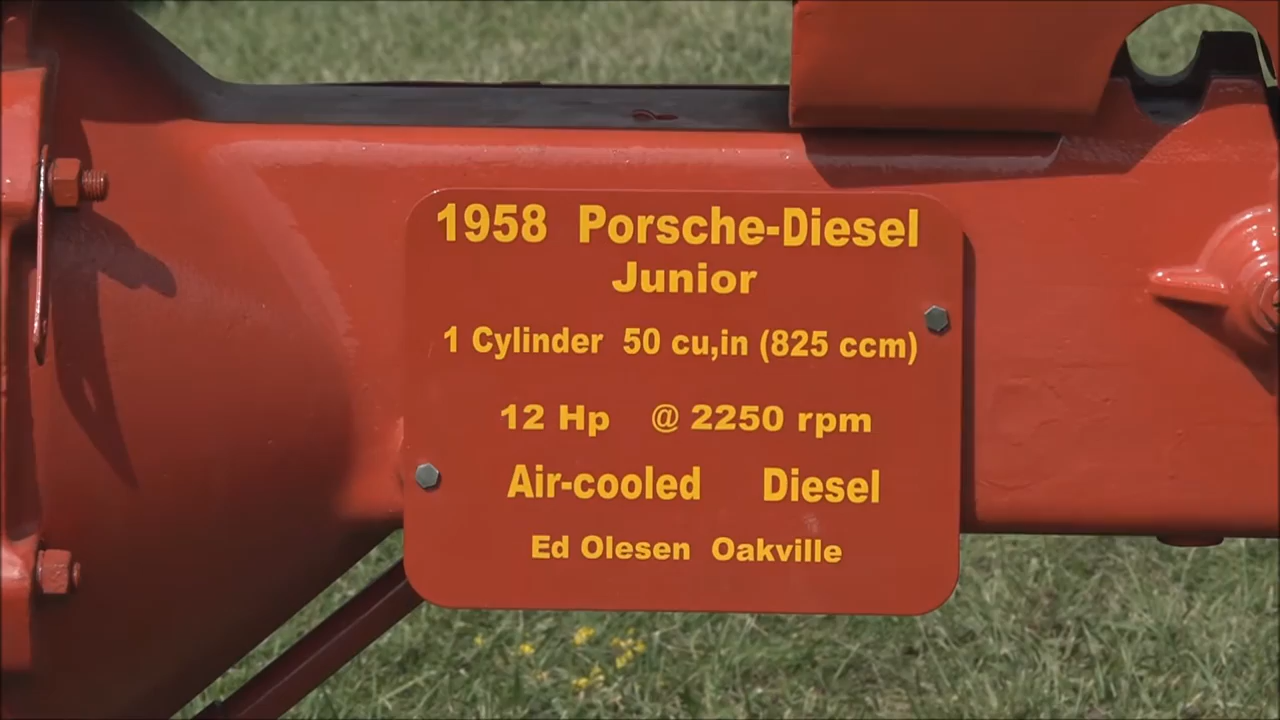 1958 Porsche-Diesel
Junior
1 Cylinder 50 cu,in (825 ccm)
12 Hp @ 2250 rpm
Air-cooled Diesel
Ed Olesen Oakville